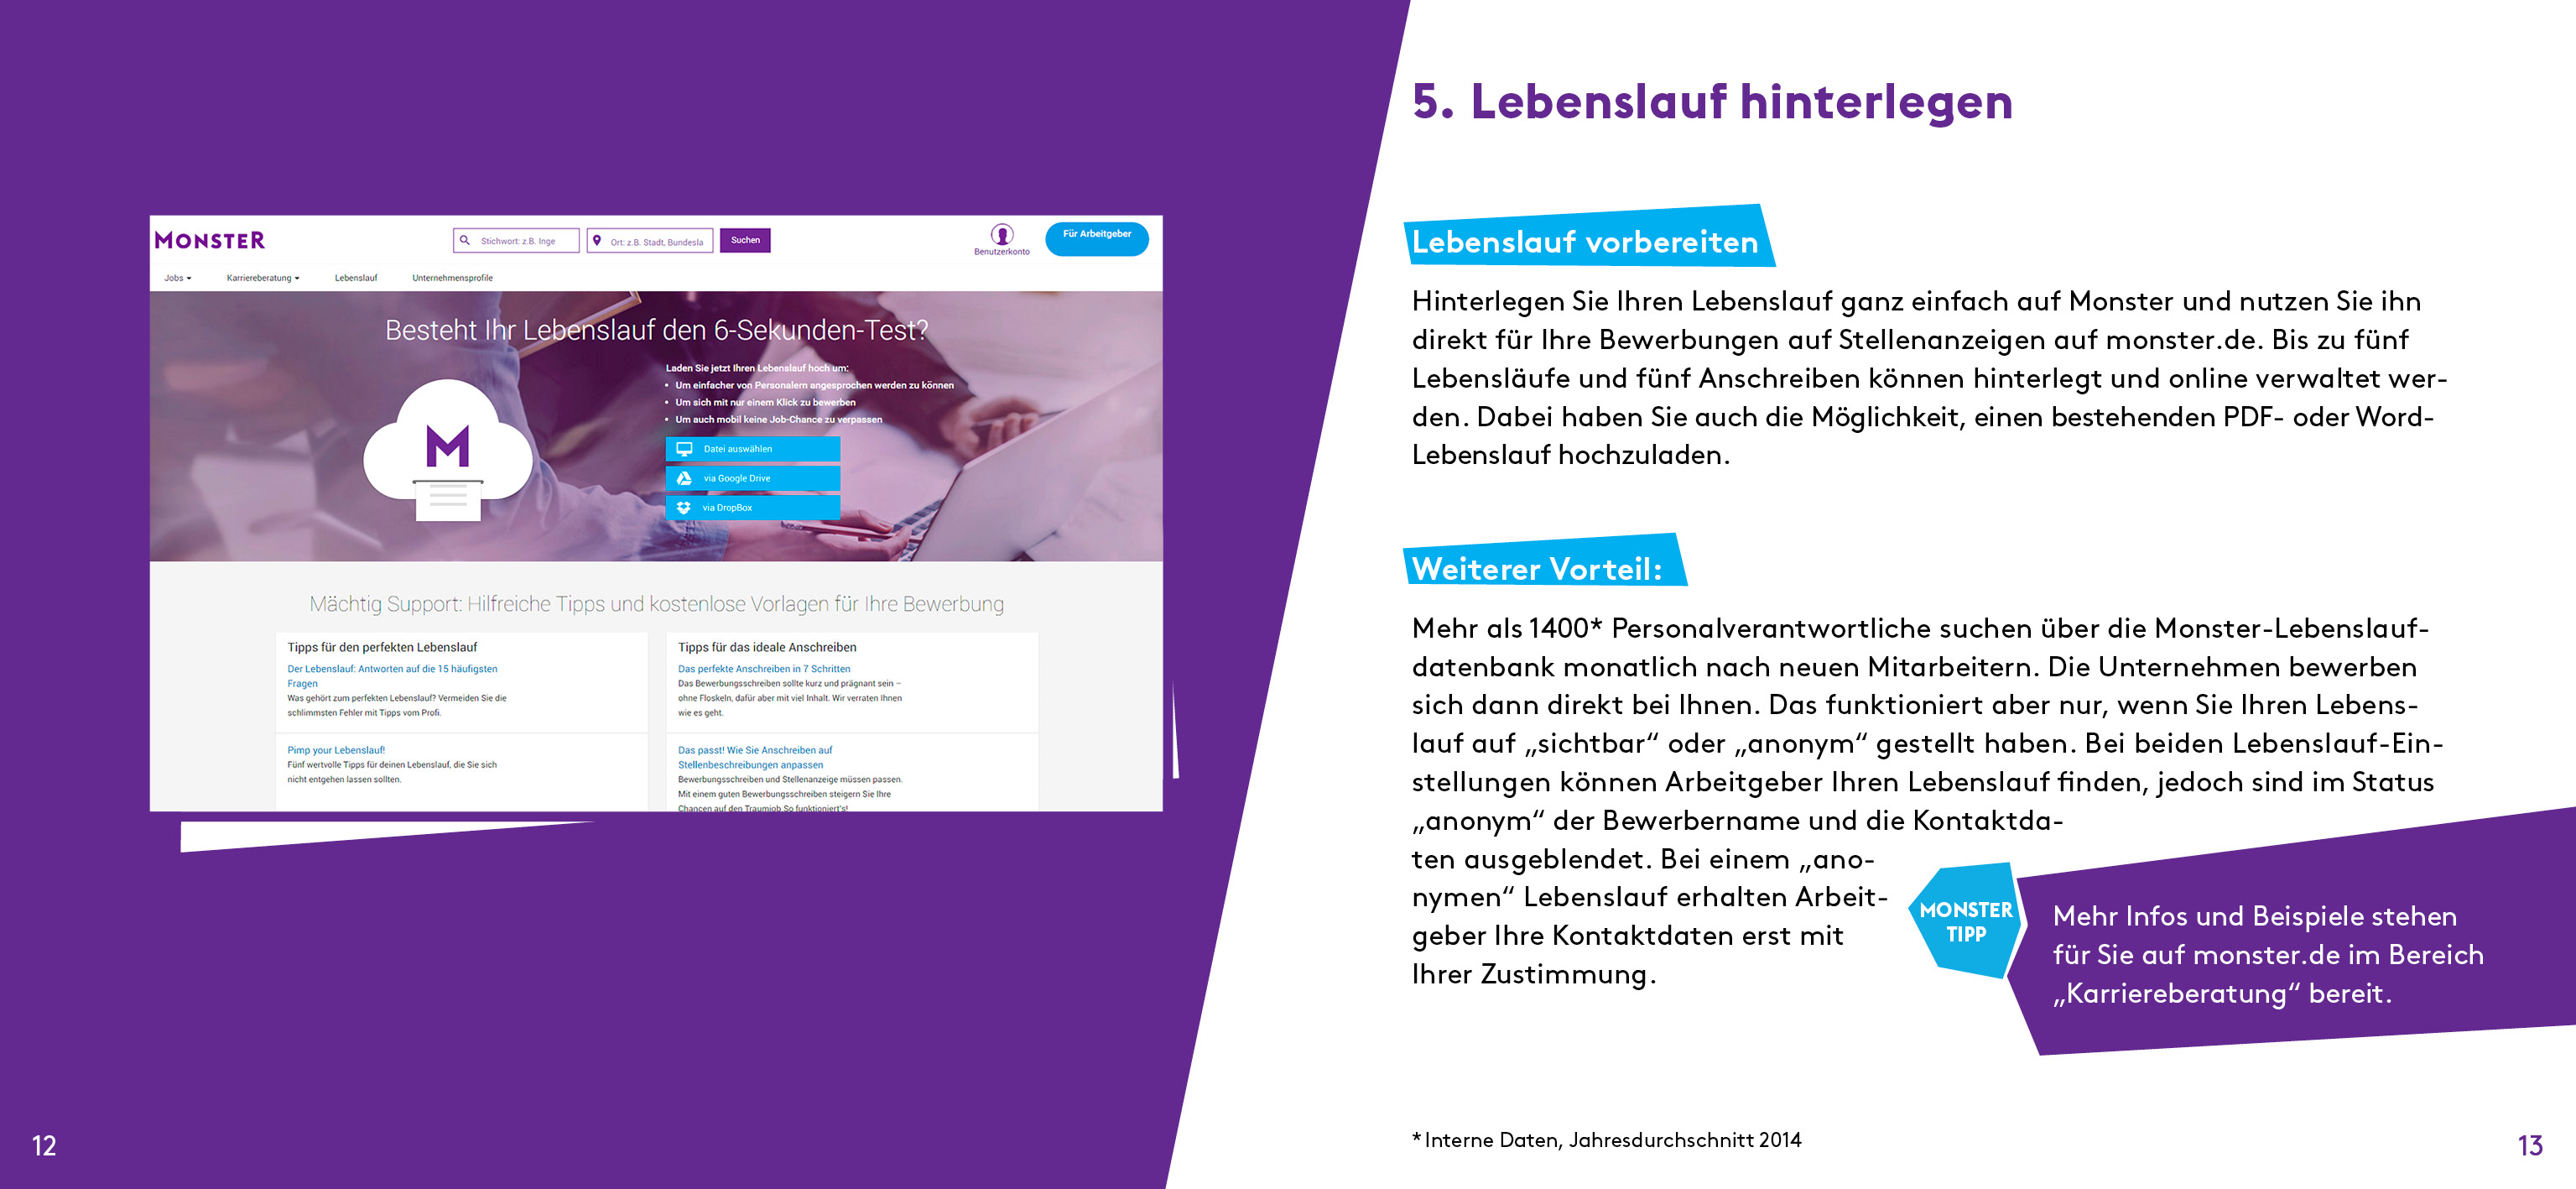 MONSTER
Stichwort: z.B. Inge
Ort: z.B. Stadt, Bundesla
Suchen
Benutzerkonto
Für Arbeitgeber
Jobs
Karriereberatung
Lebenslauf
Unternehmensprofile
Besteht Ihr Lebenslauf den 6-Sekunden-Test?
Laden Sie jetzt Ihren Lebenslauf hoch um:
• Um einfacher von Personalern angesprochen werden zu können
• Um sich mit nur einem Klick zu bewerben
• Um auch mobil keine Job-Chance zu verpassen
M
Datei auswählen
via Google Drive
via DropBox
Mächtig Support: Hilfreiche Tipps und kostenlose Vorlagen für Ihre Bewerbung
Tipps für den perfekten Lebenslauf
Der Lebenslauf: Antworten auf die 15 häufigsten
Fragen
Was gehört zum perfekten Lebenslauf? Vermeiden Sie die
schlimmsten Fehler mit Tipps vom Profi.
Pimp your Lebenslauf!
Fünf wertvolle Tipps für deinen Lebenslauf, die Sie sich
nicht entgehen lassen sollten.
Tipps für das ideale Anschreiben
Das perfekte Anschreiben in 7 Schritten
Das Bewerbungsschreiben sollte kurz und prägnant sein –
ohne Floskeln, dafür aber mit viel Inhalt. Wir verraten Ihnen
wie es geht.
Das passt! Wie Sie Anschreiben auf
Stellenbeschreibungen anpassen
Bewerbungsschreiben und Stellenanzeige müssen passen.
Mit einem guten Bewerbungsschreiben steigern Sie Ihre
Chancen auf den Traumjob So funktioniert's!
12
5. Lebenslauf hinterlegen
Lebenslauf vorbereiten
Hinterlegen Sie Ihren Lebenslauf ganz einfach auf Monster und nutzen Sie ihn
direkt für Ihre Bewerbungen auf Stellenanzeigen auf monster.de. Bis zu fünf
Lebensläufe und fünf Anschreiben können hinterlegt und online verwaltet wer-
den. Dabei haben Sie auch die Möglichkeit, einen bestehenden PDF- oder Word-
Lebenslauf hochzuladen.
Weiterer Vorteil:
Mehr als 1400* Personalverantwortliche suchen über die Monster-Lebenslauf-
datenbank monatlich nach neuen Mitarbeitern. Die Unternehmen bewerben
sich dann direkt bei Ihnen. Das funktioniert aber nur, wenn Sie Ihren Lebens-
lauf auf „sichtbar“ oder „anonym“ gestellt haben. Bei beiden Lebenslauf-Ein-
stellungen können Arbeitgeber Ihren Lebenslauf finden, jedoch sind im Status
„anonym“ der Bewerbername und die Kontaktda-
ten ausgeblendet. Bei einem „ano-
nymen“ Lebenslauf erhalten Arbeit-
geber Ihre Kontaktdaten erst mit
Ihrer Zustimmung.
MONSTER
TIPP
Mehr Infos und Beispiele stehen
für Sie auf monster.de im Bereich
„Karriereberatung“ bereit.
* Interne Daten, Jahresdurchschnitt 2014
13